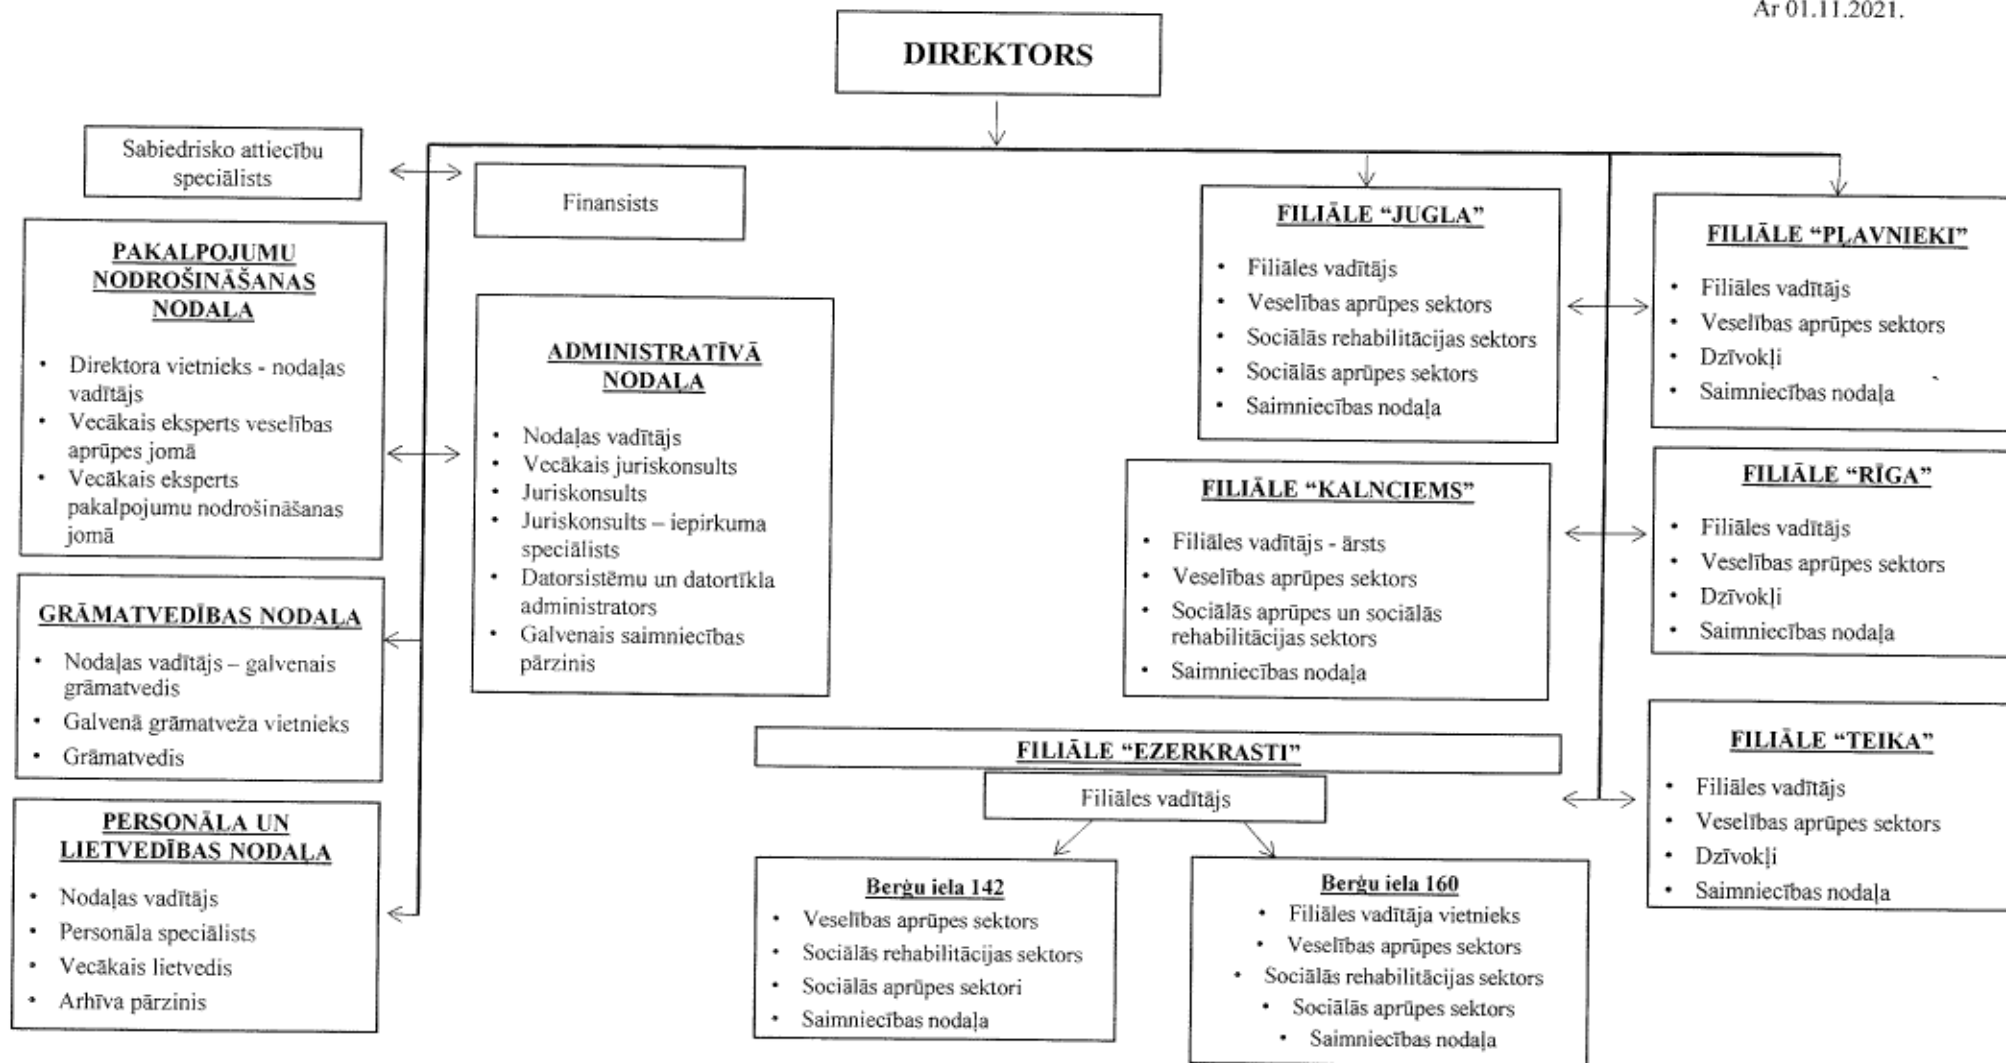 Ar 01.11.2021.
DIREKTORS
Sabiedrisko attiecību
speciālists
Finansists
PAKALPOJUMU
NODROŠINĀŠANAS
NODAĻA
• Direktora vietnieks - nodaļas
vadītājs
• Vecākais eksperts veselības
aprūpes jomā
• Vecākais eksperts
pakalpojumu nodrošināšanas
jomā
GRĀMATVEDĪBAS NODAĻA
• Nodaļas vadītājs – galvenais
grāmatvedis
• Galvenā grāmatveža vietnieks
• Grāmatvedis
PERSONĀLA UN
LIETVEDĪBAS NODAĻA
• Nodaļas vadītājs
• Personāla speciālists
• Vecākais lietvedis
• Arhīva pārzinis
ADMINISTRATĪVĀ
NODAĻA
• Nodaļas vadītājs
• Vecākais juriskonsults
• Juriskonsults
• Juriskonsults – iepirkuma
speciālists
• Datorsistēmu un datortīkla
administrators
• Galvenais saimniecības
pārzinis
FILIĀLE “JUGLA”
• Filiāles vadītājs
• Veselības aprūpes sektors
• Sociālās rehabilitācijas sektors
• Sociālās aprūpes sektors
• Saimniecības nodaļa
FILIĀLE “PĻAVNIEKI”
• Filiāles vadītājs
• Veselības aprūpes sektors
• Dzīvokļi
• Saimniecības nodaļa
FILIĀLE “KALNCIEMS”
• Filiāles vadītājs - ārsts
• Veselības aprūpes sektors
• Sociālās aprūpes un sociālās
rehabilitācijas sektors
• Saimniecības nodaļa
FILIĀLE “RĪGA”
• Filiāles vadītājs
• Veselības aprūpes sektors
• Dzīvokļi
• Saimniecības nodaļa
FILIĀLE “EZERKRASTI”
Filiāles vadītājs
Berģu iela 142
• Veselības aprūpes sektors
• Sociālās rehabilitācijas sektors
• Sociālās aprūpes sektori
• Saimniecības nodaļa
Berģu iela 160
• Filiāles vadītāja vietnieks
• Veselības aprūpes sektors
• Sociālās rehabilitācijas sektors
• Sociālās aprūpes sektors
• Saimniecības nodaļa
FILIĀLE “TEIKA”
• Filiāles vadītājs
• Veselības aprūpes sektors
• Dzīvokļi
• Saimniecības nodaļa